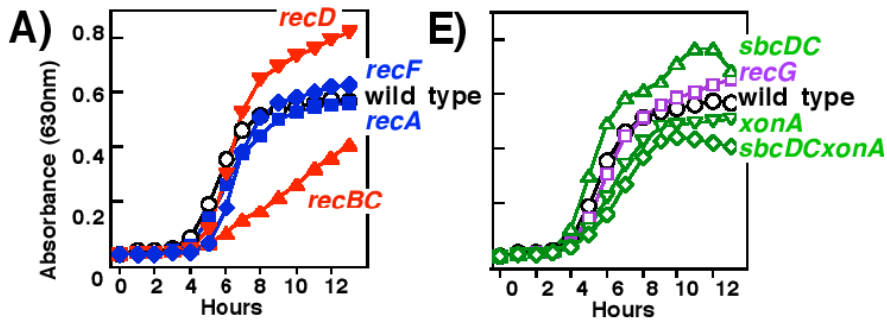 A)
Absorbance (630nm)
0.8
0.6
0.4
0.2
0
0 2 4 6 8 10 12
Hours
recD
recF
wild type
recA
recBC
E)
0 2 4 6 8 10 12
Hours
sbcDC
recG
wild type
xonA
sbcDCxonA